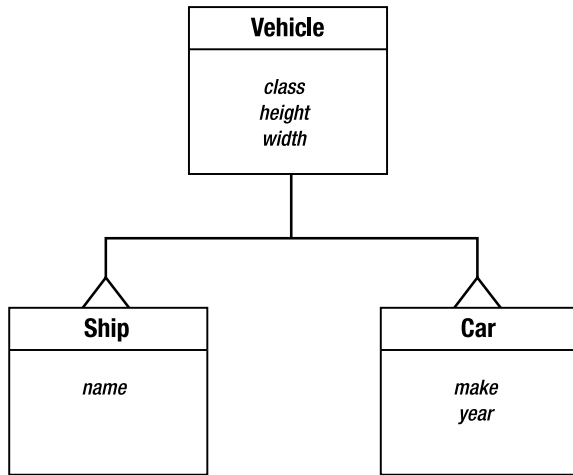 Vehicle
class
height
width
Ship
name
Car
make
year